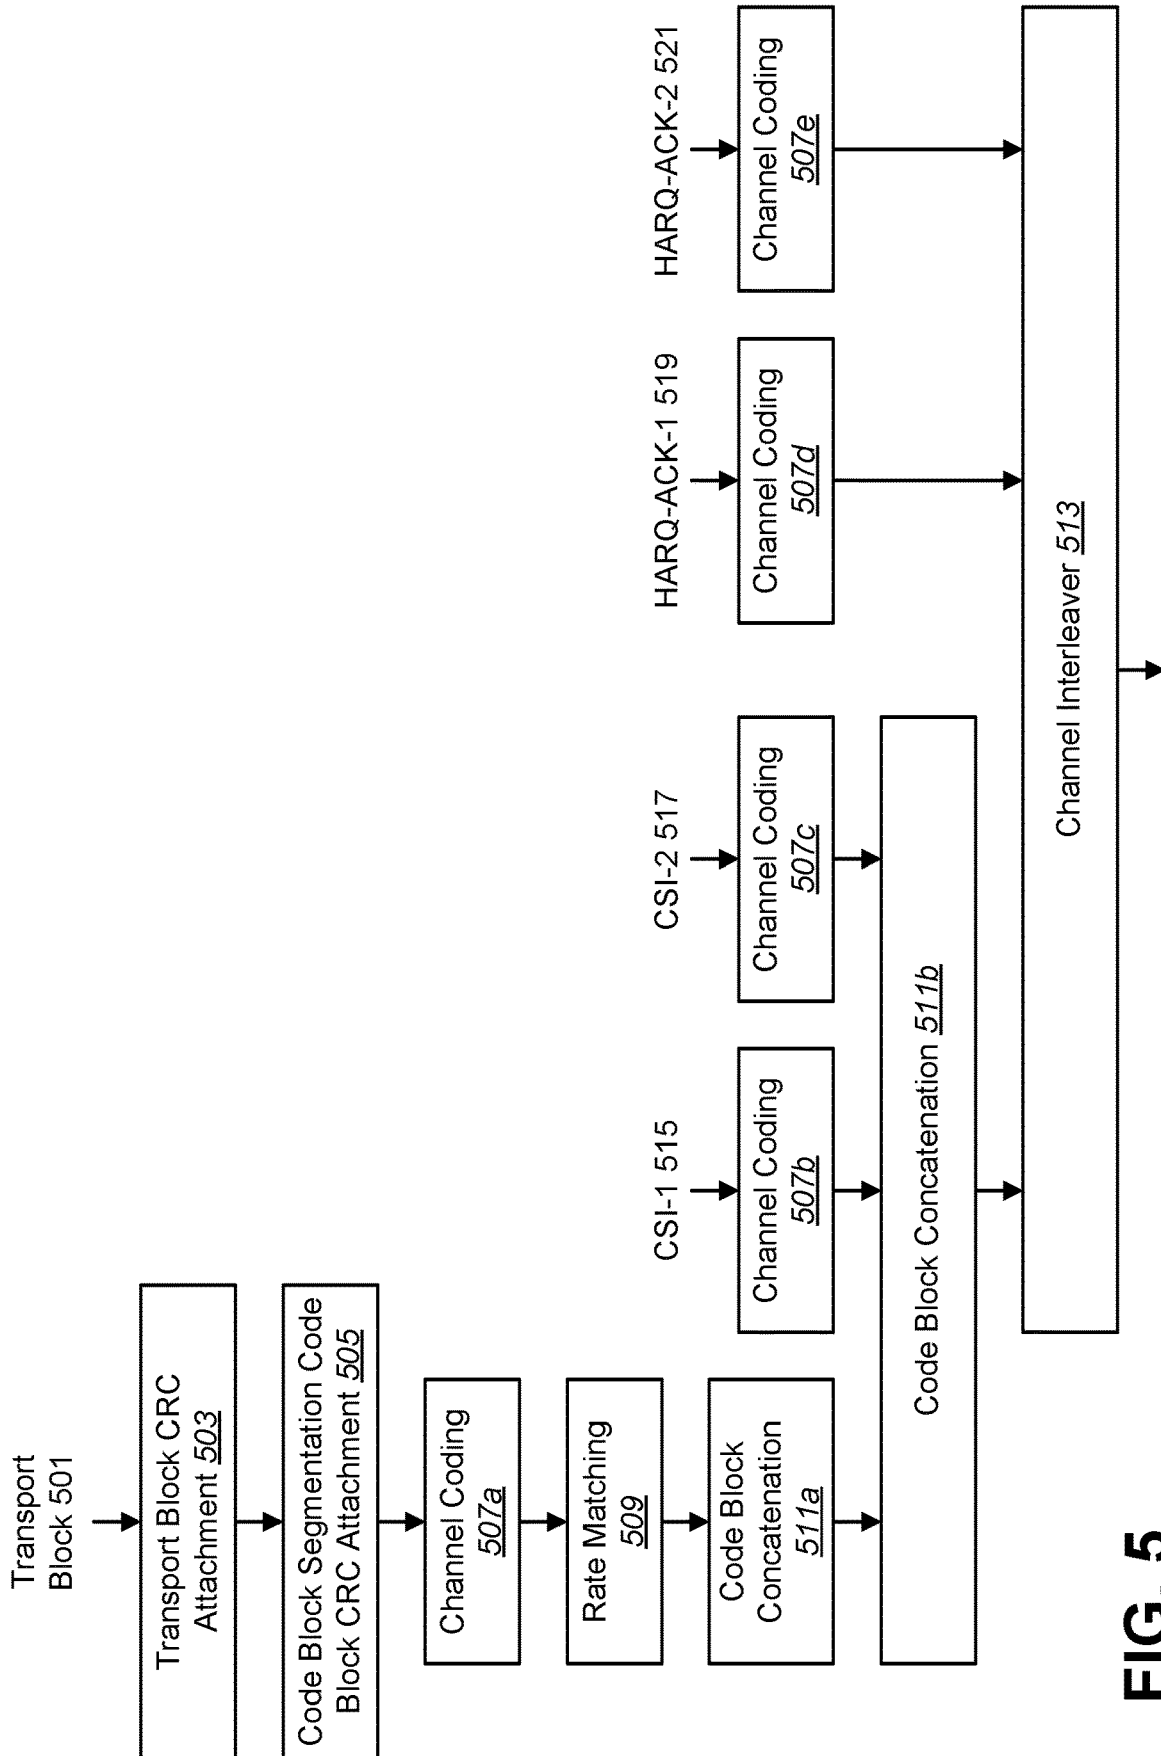 Transport
Block 501
Transport Block CRC
Attachment 503
Code Block Segmentation Code
Block CRC Attachment 505
Channel Coding
507a
Rate Matching
509
Code Block
Concatenation
511a
CSI-1 515
Channel Coding
507b
CSI-2 517
Channel Coding
507c
HARQ-ACK-1 519
Channel Coding
507d
HARQ-ACK-2 521
Channel Coding
507e
Code Block Concatenation 511b
Channel Interleaver 513
FIG. 5